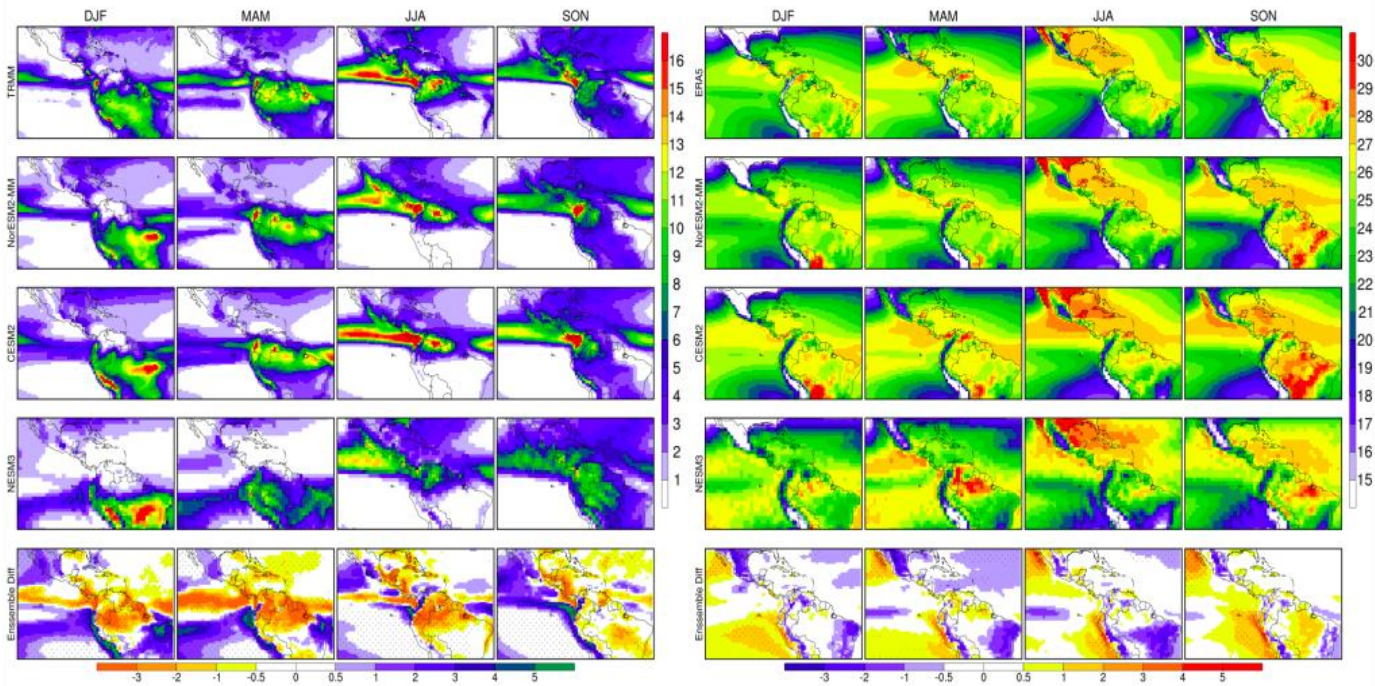 DJF MAM JJA SON DJF MAM JJA SON
TRMM
16
15
14
13
12
11
10
9
8
7
6
5
4
3
2
1
ERA5
30
29
28
27
26
25
24
23
22
21
20
19
18
17
16
15
NorESM2-MM
NorESM2-MM
CESM2
CESM2
NESM3
NESM3
Enssemble Diff
Enssemble Diff
-3 -2 -1 -0.5 0 0.5 1 2 3 4 5
-3 -2 -1 -0.5 0 0.5 1 2 3 4 5